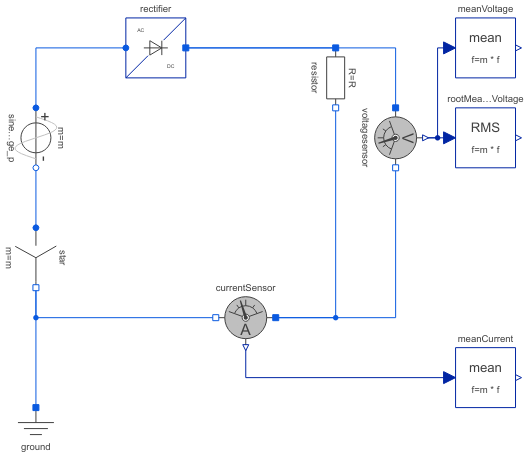 rectifier
AC
DC
meanVoltage
mean
f=m * f
rootMea...Voltage
RMS
f=m * f
resistor
R=R
voltagesensor
V
+
-
sine...ge_p
m=m
star
m=m
currentSensor
A
meanCurrent
mean
f=m * f
ground